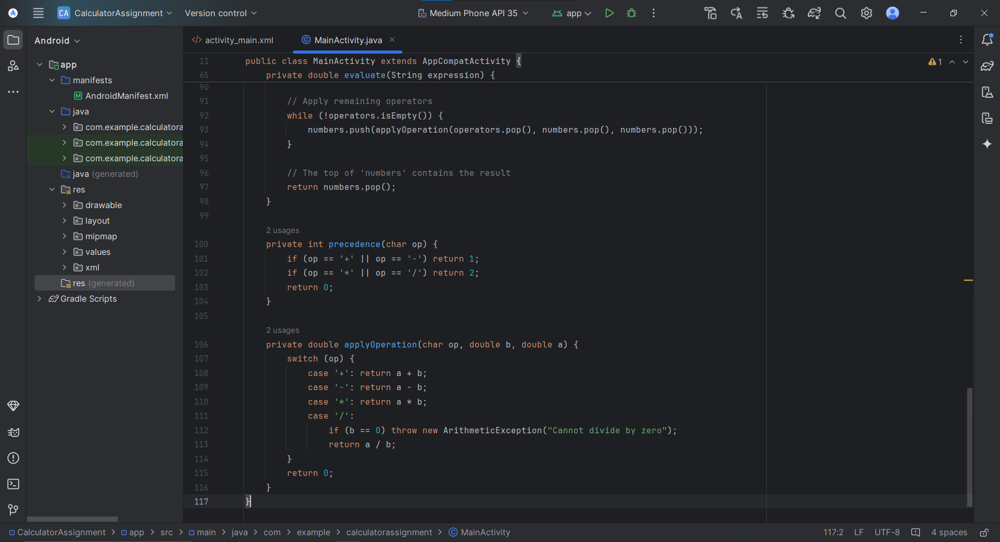 CA CalculatorAssignment Version control Medium Phone API 35 app
Android
app
manifests
AndroidManifest.xml
java
com.example.calculatora
com.example.calculatora
com.example.calculatora
java (generated)
res
drawable
layout
mipmap
values
xml
res (generated)
Gradle Scripts
activity_main.xml MainActivity.java
1
11 public class MainActivity extends AppCompatActivity {
65 private double evaluate(String expression) {
90
91 // Apply remaining operators
92 while (!operators.isEmpty()) {
93 numbers.push(applyOperation(operators.pop(), numbers.pop(), numbers.pop()));
94 }
95
96 // The top of 'numbers' contains the result
97 return numbers.pop();
98 }
99
2 usages
100 private int precedence(char op) {
101 if (op == '+' || op == '-') return 1;
102 if (op == '*' || op == '/') return 2;
103 return 0;
104 }
105
2 usages
106 private double applyOperation(char op, double b, double a) {
107 switch (op) {
108 case '+': return a + b;
109 case '-': return a - b;
110 case '*': return a * b;
111 case '/':
112 if (b == 0) throw new ArithmeticException("Cannot divide by zero");
113 return a / b;
114 }
115 return 0;
116 }
117 }
CalculatorAssignment > app > src > main > java > com > example > calculatorassignment > MainActivity 117:2 LF UTF-8 4 spaces